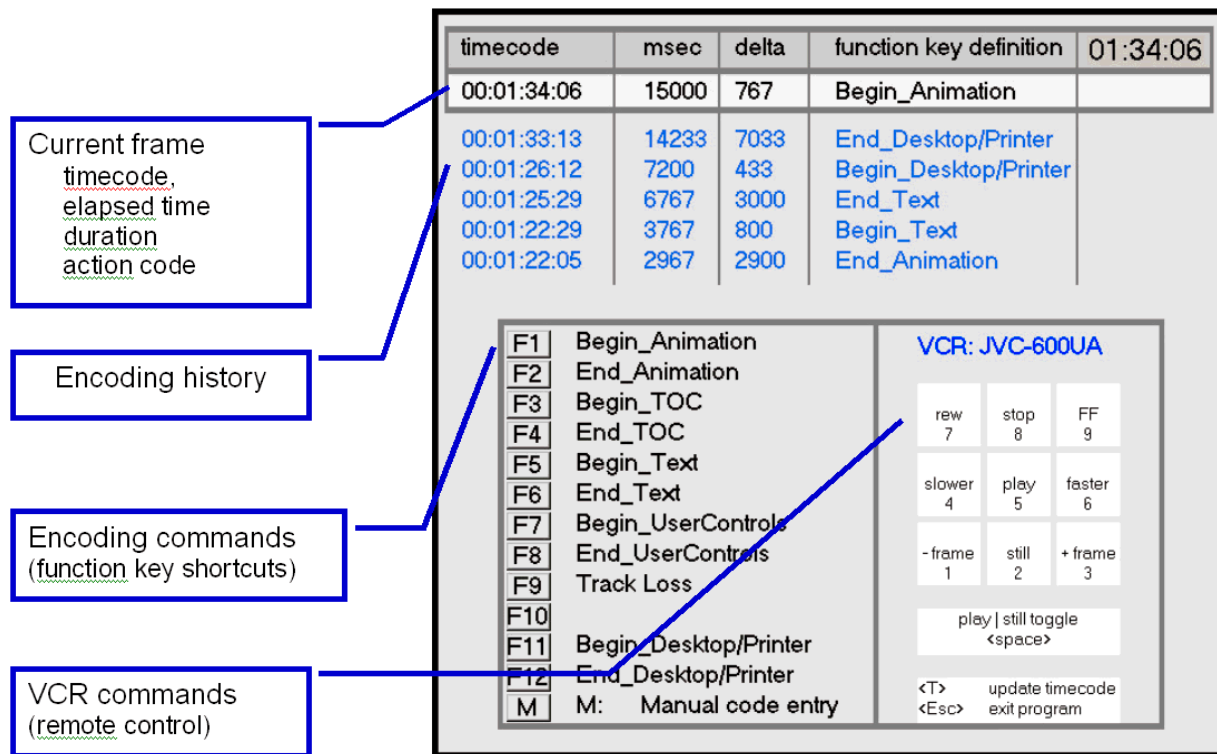 timecode msec delta function key definition 01:34:06
00:01:34:06 15000 767 Begin_Animation
00:01:33:13 14233 7033 End_Desktop/Printer
00:01:26:12 7200 433 Begin_Desktop/Printer
00:01:25:29 6767 3000 End_Text
00:01:22:29 3767 800 Begin_Text
00:01:22:05 2967 2900 End_Animation
Current frame
timecode,
elapsed time
duration
action code
Encoding history
Encoding commands
(function key shortcuts)
VCR commands
(remote control)
F1 Begin_Animation
F2 End_Animation
F3 Begin_TOC
F4 End_TOC
F5 Begin_Text
F6 End_Text
F7 Begin_UserControls
F8 End_UserControls
F9 Track Loss
F10
F11 Begin_Desktop/Printer
F12 End_Desktop/Printer
M M: Manual code entry
VCR: JVC-600UA
rew stop FF
7 8 9
slower play faster
4 5 6
- frame still + frame
1 2 3
play | still toggle
<space>
<T> update timecode
<Esc> exit program